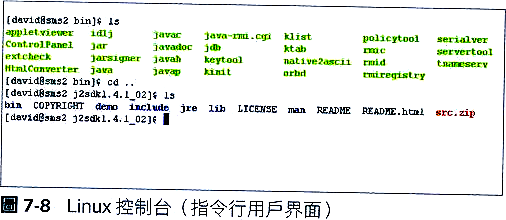 [david@sms2 bin]$ ls
appletviewer idlj javac java-rmi.cgi klist policytool serialver
ControlPanel jar javadoc jdb ktab rmic servertool
extcheck jarsigner javah keytool native2ascii rmid tnameserv
HtmlConverter java javap kinit orbd rmiregistry
[david@sms2 bin]$ cd ..
[david@sms2 j2sdk1.4.1_02]$ ls
bin COPYRIGHT demo include jre lib LICENSE man README README.html src.zip
[david@sms2 j2sdk1.4.1_02]$
圖 7-8 Linux 控制台（指令行用戶界面）